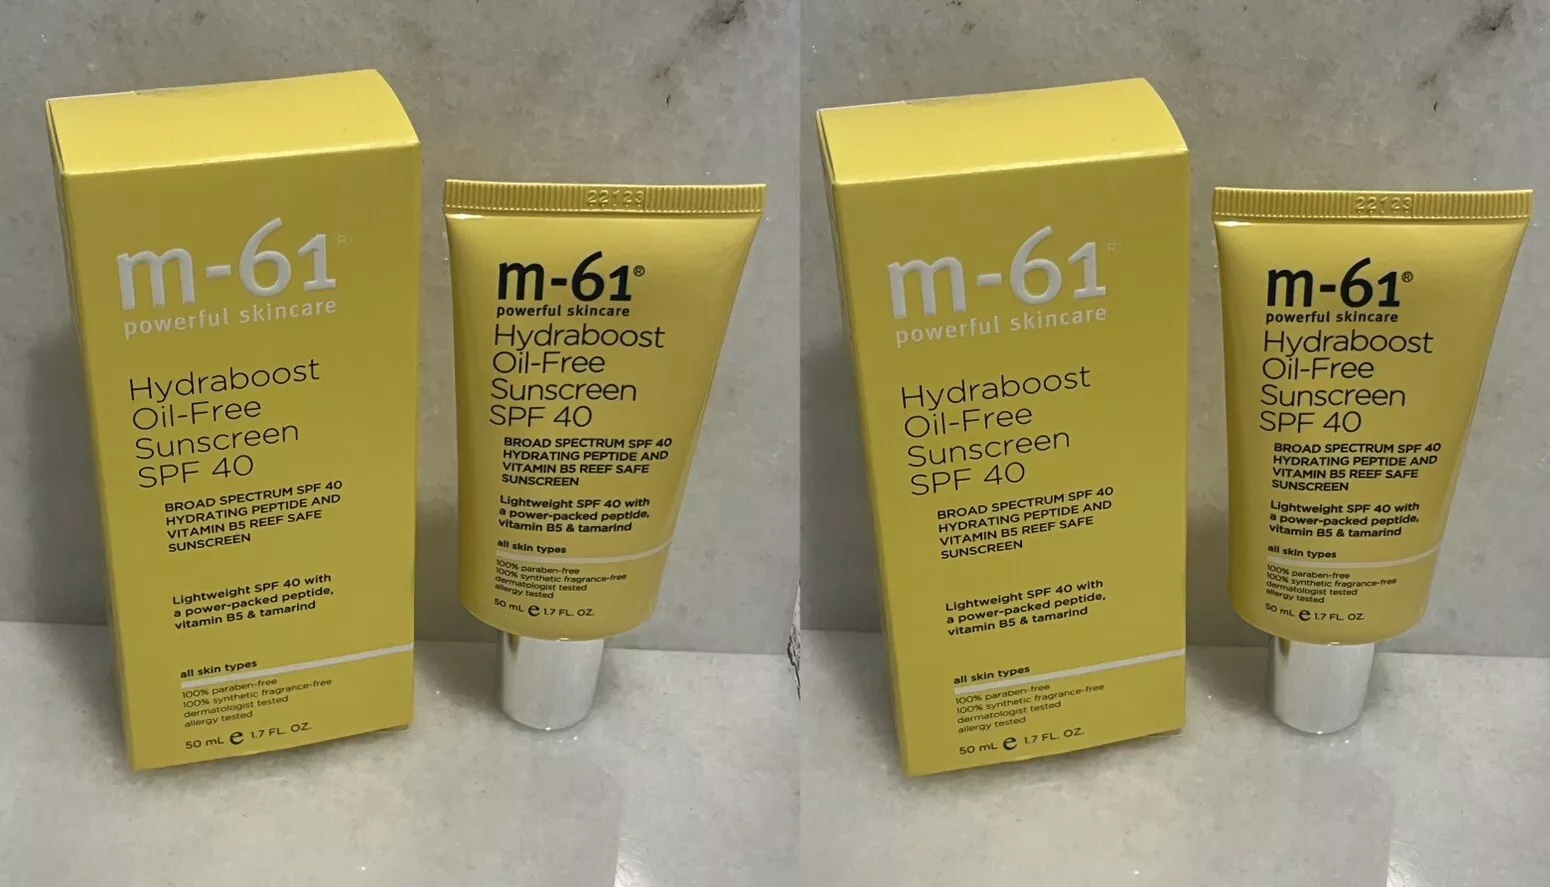 m-61(R)
powerful skincare
Hydraboost
Oil-Free
Sunscreen
SPF 40
BROAD SPECTRUM SPF 40
HYDRATING PEPTIDE AND
VITAMIN B5 REEF SAFE
SUNSCREEN
Lightweight SPF 40 with
a power-packed peptide,
vitamin B5 & tamarind
all skin types
100% paraben-free
100% synthetic fragrance-free
dermatologist tested
allergy tested
50 mL e 1.7 FL. OZ.
22123
m-61®
powerful skincare
Hydraboost
Oil-Free
Sunscreen
SPF 40
BROAD SPECTRUM SPF 40
HYDRATING PEPTIDE AND
VITAMIN B5 REEF SAFE
SUNSCREEN
Lightweight SPF 40 with
a power-packed peptide,
vitamin B5 & tamarind
all skin types
100% paraben-free
100% synthetic fragrance-free
dermatologist tested
allergy tested
50 mL e 1.7 FL. OZ.
m-61(R)
powerful skincare
Hydraboost
Oil-Free
Sunscreen
SPF 40
BROAD SPECTRUM SPF 40
HYDRATING PEPTIDE AND
VITAMIN B5 REEF SAFE
SUNSCREEN
Lightweight SPF 40 with
a power-packed peptide,
vitamin B5 & tamarind
all skin types
100% paraben-free
100% synthetic fragrance-free
dermatologist tested
allergy tested
50 mL e 1.7 FL. OZ.
22123
m-61®
powerful skincare
Hydraboost
Oil-Free
Sunscreen
SPF 40
BROAD SPECTRUM SPF 40
HYDRATING PEPTIDE AND
VITAMIN B5 REEF SAFE
SUNSCREEN
Lightweight SPF 40 with
a power-packed peptide,
vitamin B5 & tamarind
all skin types
100% paraben-free
100% synthetic fragrance-free
dermatologist tested
allergy tested
50 mL e 1.7 FL. OZ.